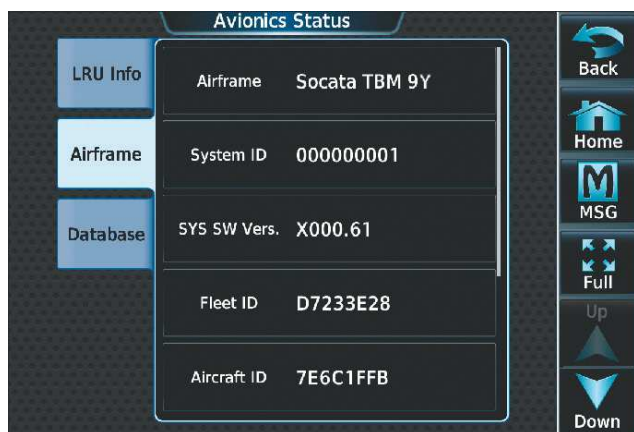 Avionics Status
LRU Info
Airframe
Database
Airframe Socata TBM 9Y
System ID 000000001
SYS SW Vers. X000.61
Fleet ID D7233E28
Aircraft ID 7E6C1FFB
Back
Home
MSG
Full
Up
Down